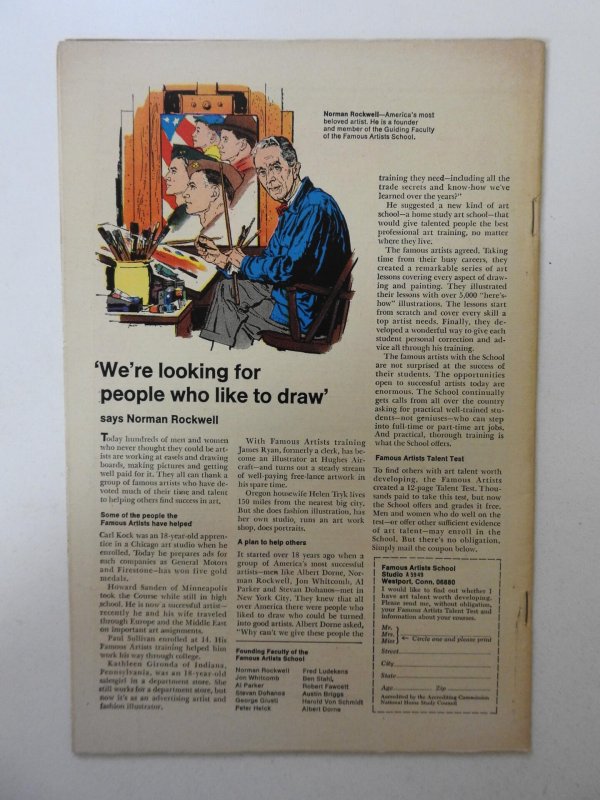 Norman Rockwell—America's most
beloved artist. He is a founder
and member of the Guiding Faculty
of the Famous Artists School.
'We're looking for
people who like to draw'
says Norman Rockwell
Today hundreds of men and women
who never thought they could be art-
ists are working at easels and drawing
boards, making pictures and getting
well paid for it. They all can thank a
group of famous artists who have de-
voted much of their time and talent
to helping others find success in art.
Some of the people the
Famous Artists have helped
Carl Kock was an 18-year-old appren-
tice in a Chicago art studio when he
enrolled. Today he prepares ads for
such companies as General Motors
and Firestone—has won five gold
medals.
Howard Sanden of Minneapolis
took the Course while still in high
school. He is now a successful artist—
recently he and his wife traveled
through Europe and the Middle East
on important art assignments.
Paul Sullivan enrolled at 14. His
Famous Artists training helped him
work his way through college.
Kathleen Gironda of Indiana,
Pennsylvania, was an 18-year-old
salesgirl in a department store. She
still works for a department store, but
now it's as an advertising artist and
fashion illustrator.
With Famous Artists training
James Ryan, formerly a clerk, has be-
come an illustrator at Hughes Air-
craft—and turns out a steady stream
of well-paying free-lance artwork in
his spare time.
Oregon housewife Helen Tryk lives
150 miles from the nearest big city.
But she does fashion illustration, has
her own studio, runs an art work
shop, does portraits.
A plan to help others
It started over 18 years ago when a
group of America's most successful
artists—men like Albert Dorne, Nor-
man Rockwell, Jon Whitcomb, Al
Parker and Stevan Dohanos—met in
New York City. They knew that all
over America there were people who
liked to draw who could be turned
into good artists. Albert Dorne asked,
"Why can't we give these people the
Founding Faculty of the
Famous Artists School
Norman Rockwell
Jon Whitcomb
Al Parker
Stevan Dohanos
George Giusti
Peter Helck
Fred Ludekens
Ben Stahl,
Robert Fawcett
Austin Briggs
Harold Von Schmidt
Albert Dorne
training they need—including all the
trade secrets and know-how we've
learned over the years?"
He suggested a new kind of art
school—a home study art school—that
would give talented people the best
professional art training, no matter
where they live.
The famous artists agreed. Taking
time from their busy careers, they
created a remarkable series of art
lessons covering every aspect of draw-
ing and painting. They illustrated
their lessons with over 5,000 "here's-
how" illustrations. The lessons start
from scratch and cover every skill a
top artist needs. Finally, they de-
veloped a wonderful way to give each
student personal correction and ad-
vice all through his training.
The famous artists with the School
are not surprised at the success of
their students. The opportunities
open to successful artists today are
enormous. The School continually
gets calls from all over the country
asking for practical well-trained stu-
dents—not geniuses—who can step
into full-time or part-time art jobs.
And practical, thorough training is
what the School offers.
Famous Artists Talent Test
To find others with art talent worth
developing, the Famous Artists
created a 12-page Talent Test. Thou-
sands paid to take this test, but now
the School offers and grades it free.
Men and women who do well on the
test—or offer other sufficient evidence
of art talent—may enroll in the
School. But there's no obligation.
Simply mail the coupon below.
Famous Artists School
Studio
Westport, Conn. 06880
I would like to find out whether I
have art talent worth developing.
Please send me, without obligation,
your Famous Artists Talent Test and
information about your courses.
Mr.
Mrs.
Miss
Circle one and please print
Street
City
State
Age Zip
Accredited by the Accrediting Commission
National Home Study Council